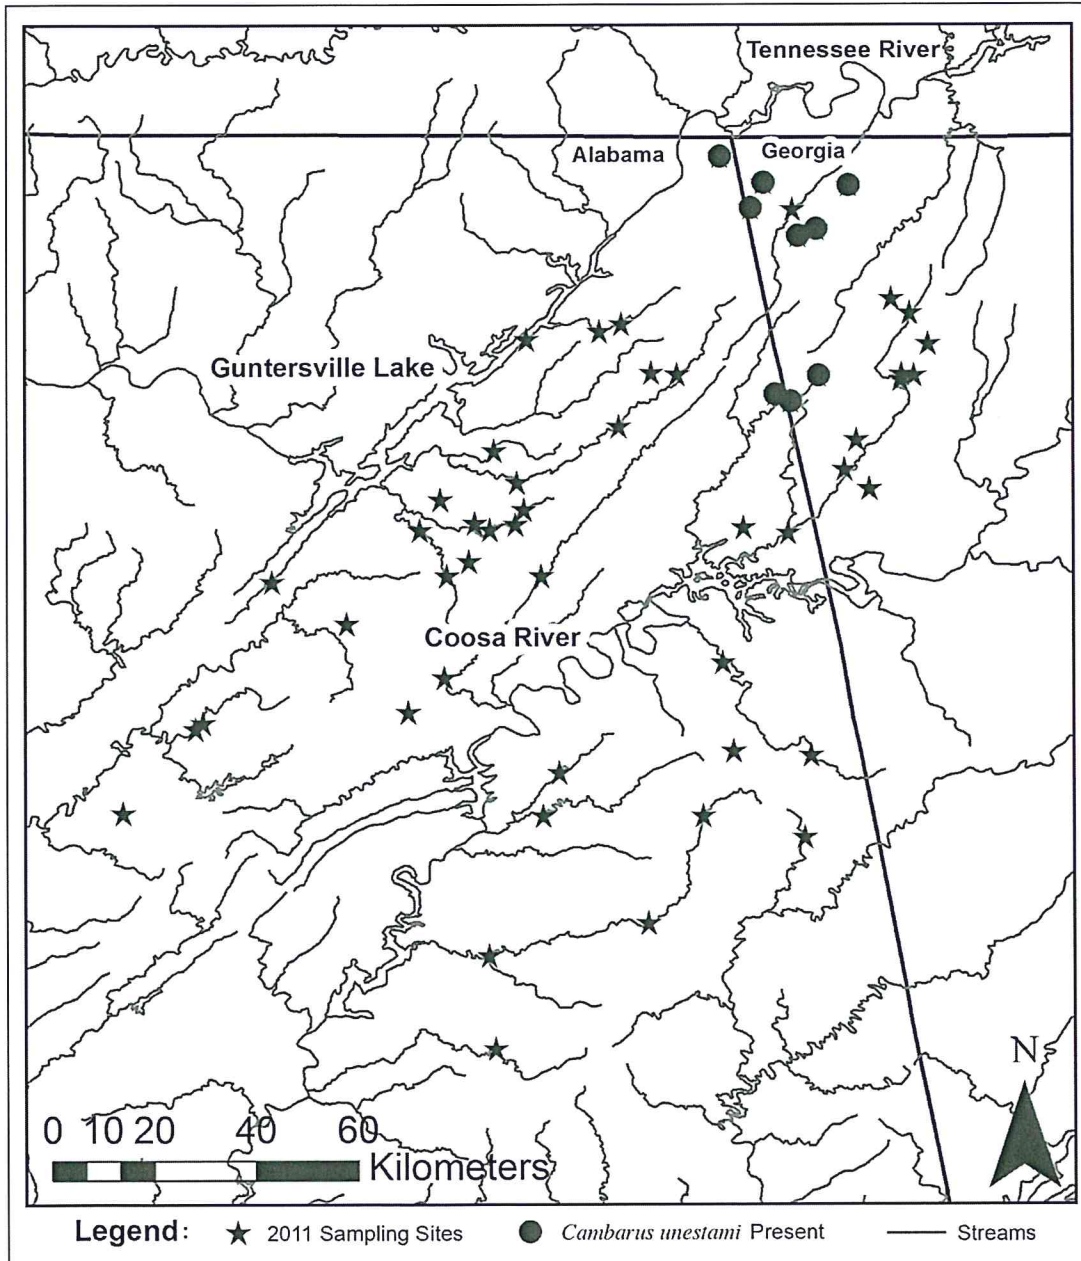 Tennessee River
Alabama
Georgia
Guntersville Lake
Coosa River
N
0 10 20 40 60
Kilometers
Legend: 2011 Sampling Sites Cambarus unestami Present Streams